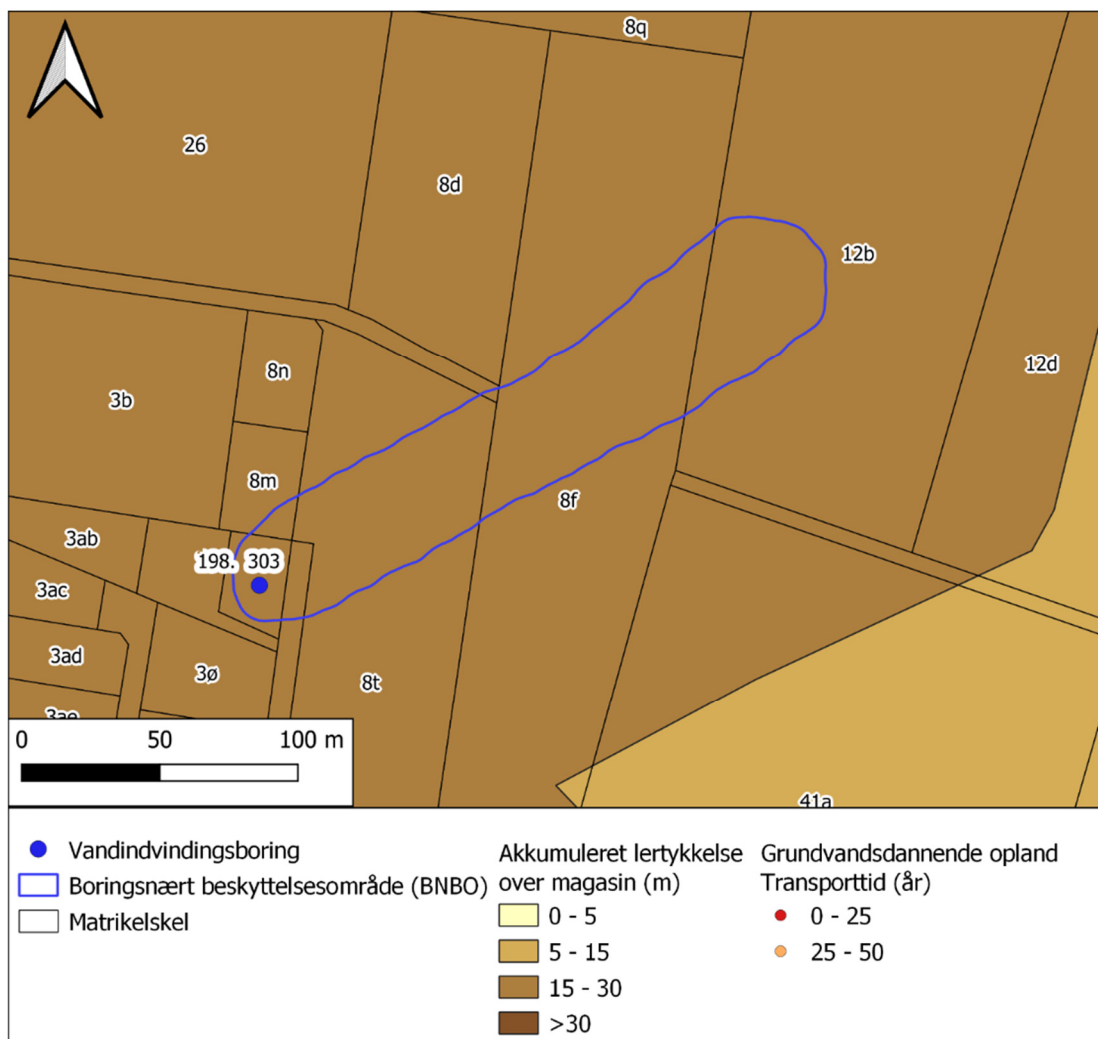 8q
26
8d
12b
12d
8n
3b
8m
8f
3ab
198. 303
3ac
3ad
3ø
8t
3ae
41a
0 50 100 m
Vandindvindingsboring
Boringsnært beskyttelsesområde (BNBO)
Matrikelskel
Akkumuleret lertykkelse
over magasin (m)
0 - 5
5 - 15
15 - 30
>30
Grundvandsdannende opland
Transporttid (år)
0 - 25
25 - 50